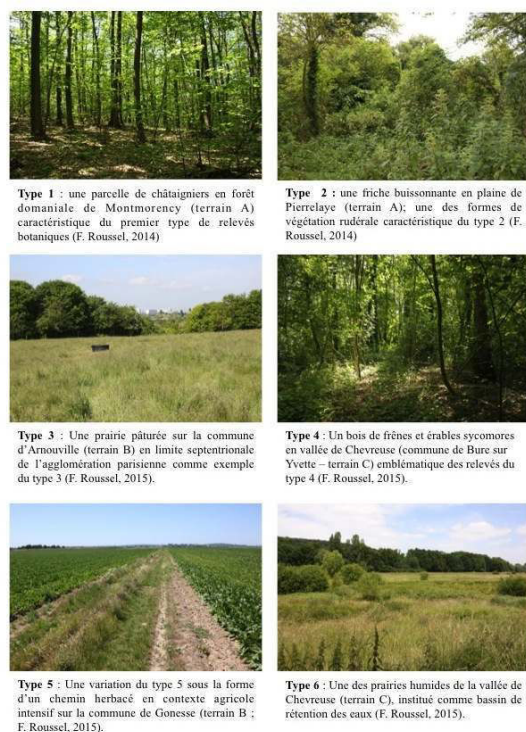 Type 1 : une parcelle de châtaigniers en forêt
domaniale de Montmorency (terrain A)
caractéristique du premier type de relevés
botaniques (F. Roussel, 2014)
Type 2 : une friche buissonnante en plaine de
Pierrelaye (terrain A); une des formes de
végétation rudérale caractéristique du type 2 (F.
Roussel, 2014)
Type 3 : Une prairie pâturée sur la commune
d'Arnouville (terrain B) en limite septentrionale
de l'agglomération parisienne comme exemple
du type 3 (F. Roussel, 2015).
Type 4 : Un bois de frênes et érables sycomores
en vallée de Chevreuse (commune de Bure sur
Yvette – terrain C) emblématique des relevés du
type 4 (F. Roussel, 2015).
Type 5 : Une variation du type 5 sous la forme
d'un chemin herbacé en contexte agricole
intensif sur la commune de Gonesse (terrain B ;
F. Roussel, 2015).
Type 6 : Une des prairies humides de la vallée de
Chevreuse (terrain C), institué comme bassin de
rétention des eaux (F. Roussel, 2015).